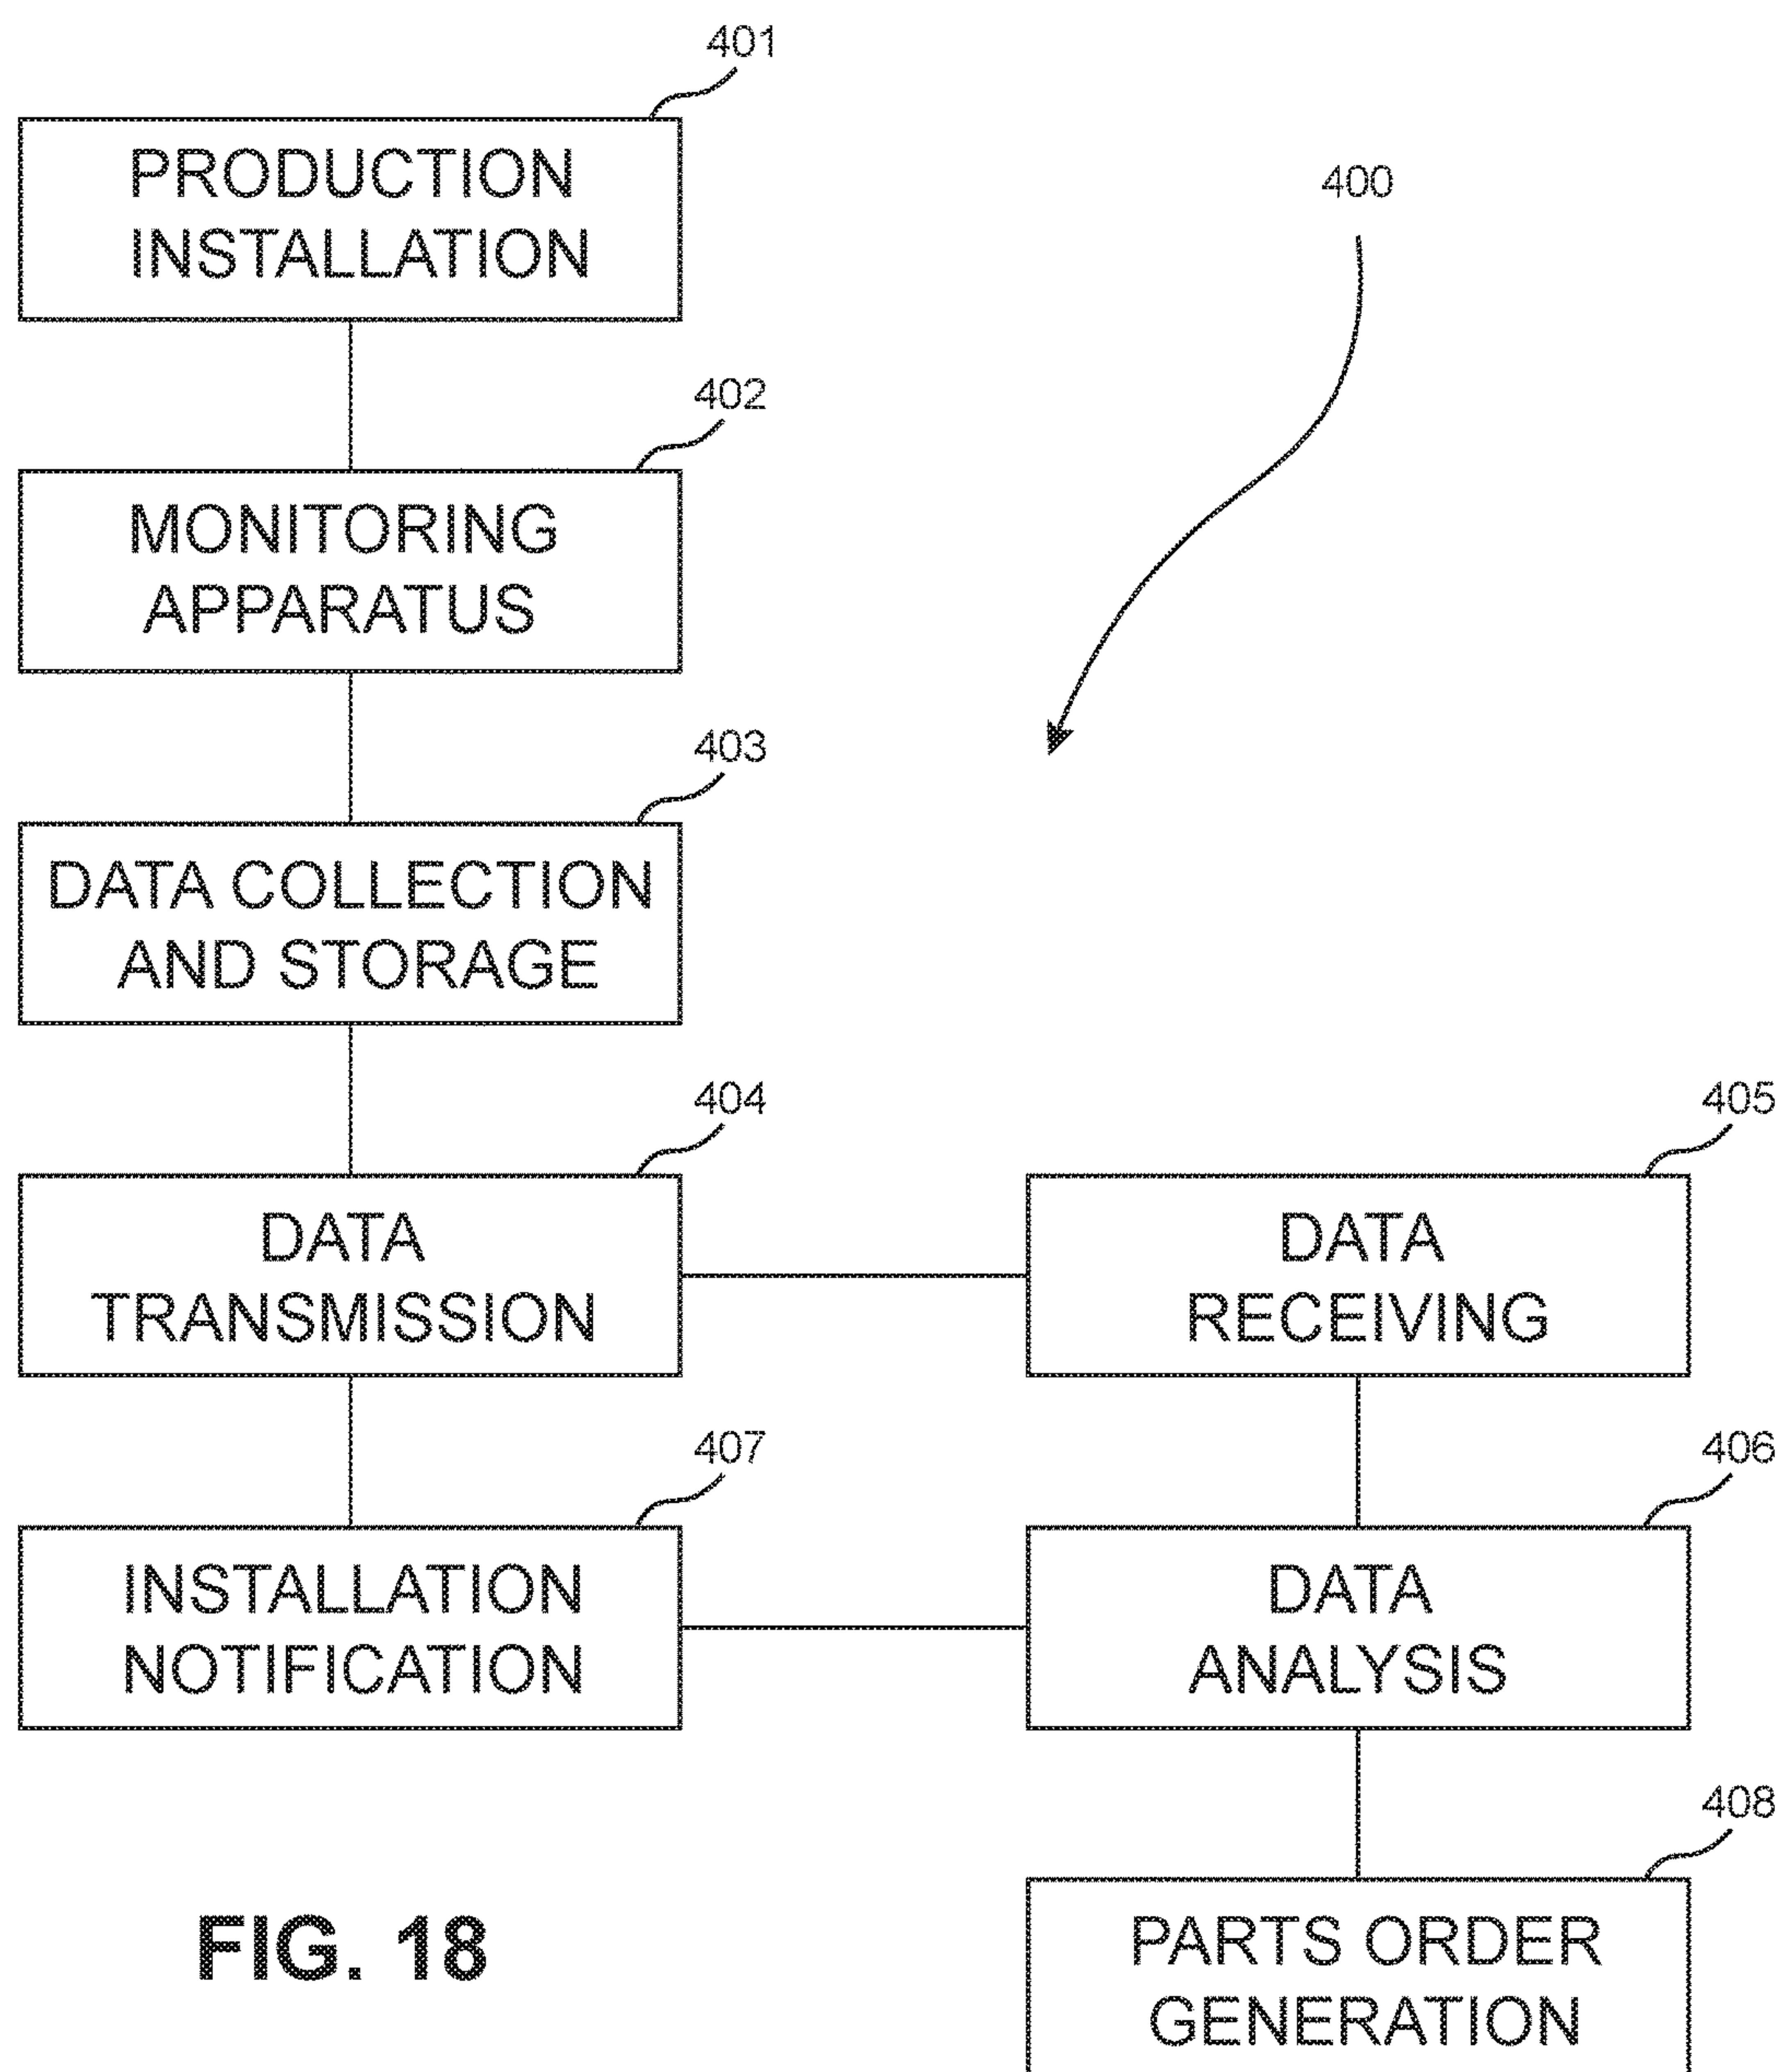 401
PRODUCTION
INSTALLATION
400
402
MONITORING
APPARATUS
403
DATA COLLECTION
AND STORAGE
404
DATA
TRANSMISSION
405
DATA
RECEIVING
407
INSTALLATION
NOTIFICATION
406
DATA
ANALYSIS
408
PARTS ORDER
GENERATION
FIG. 18